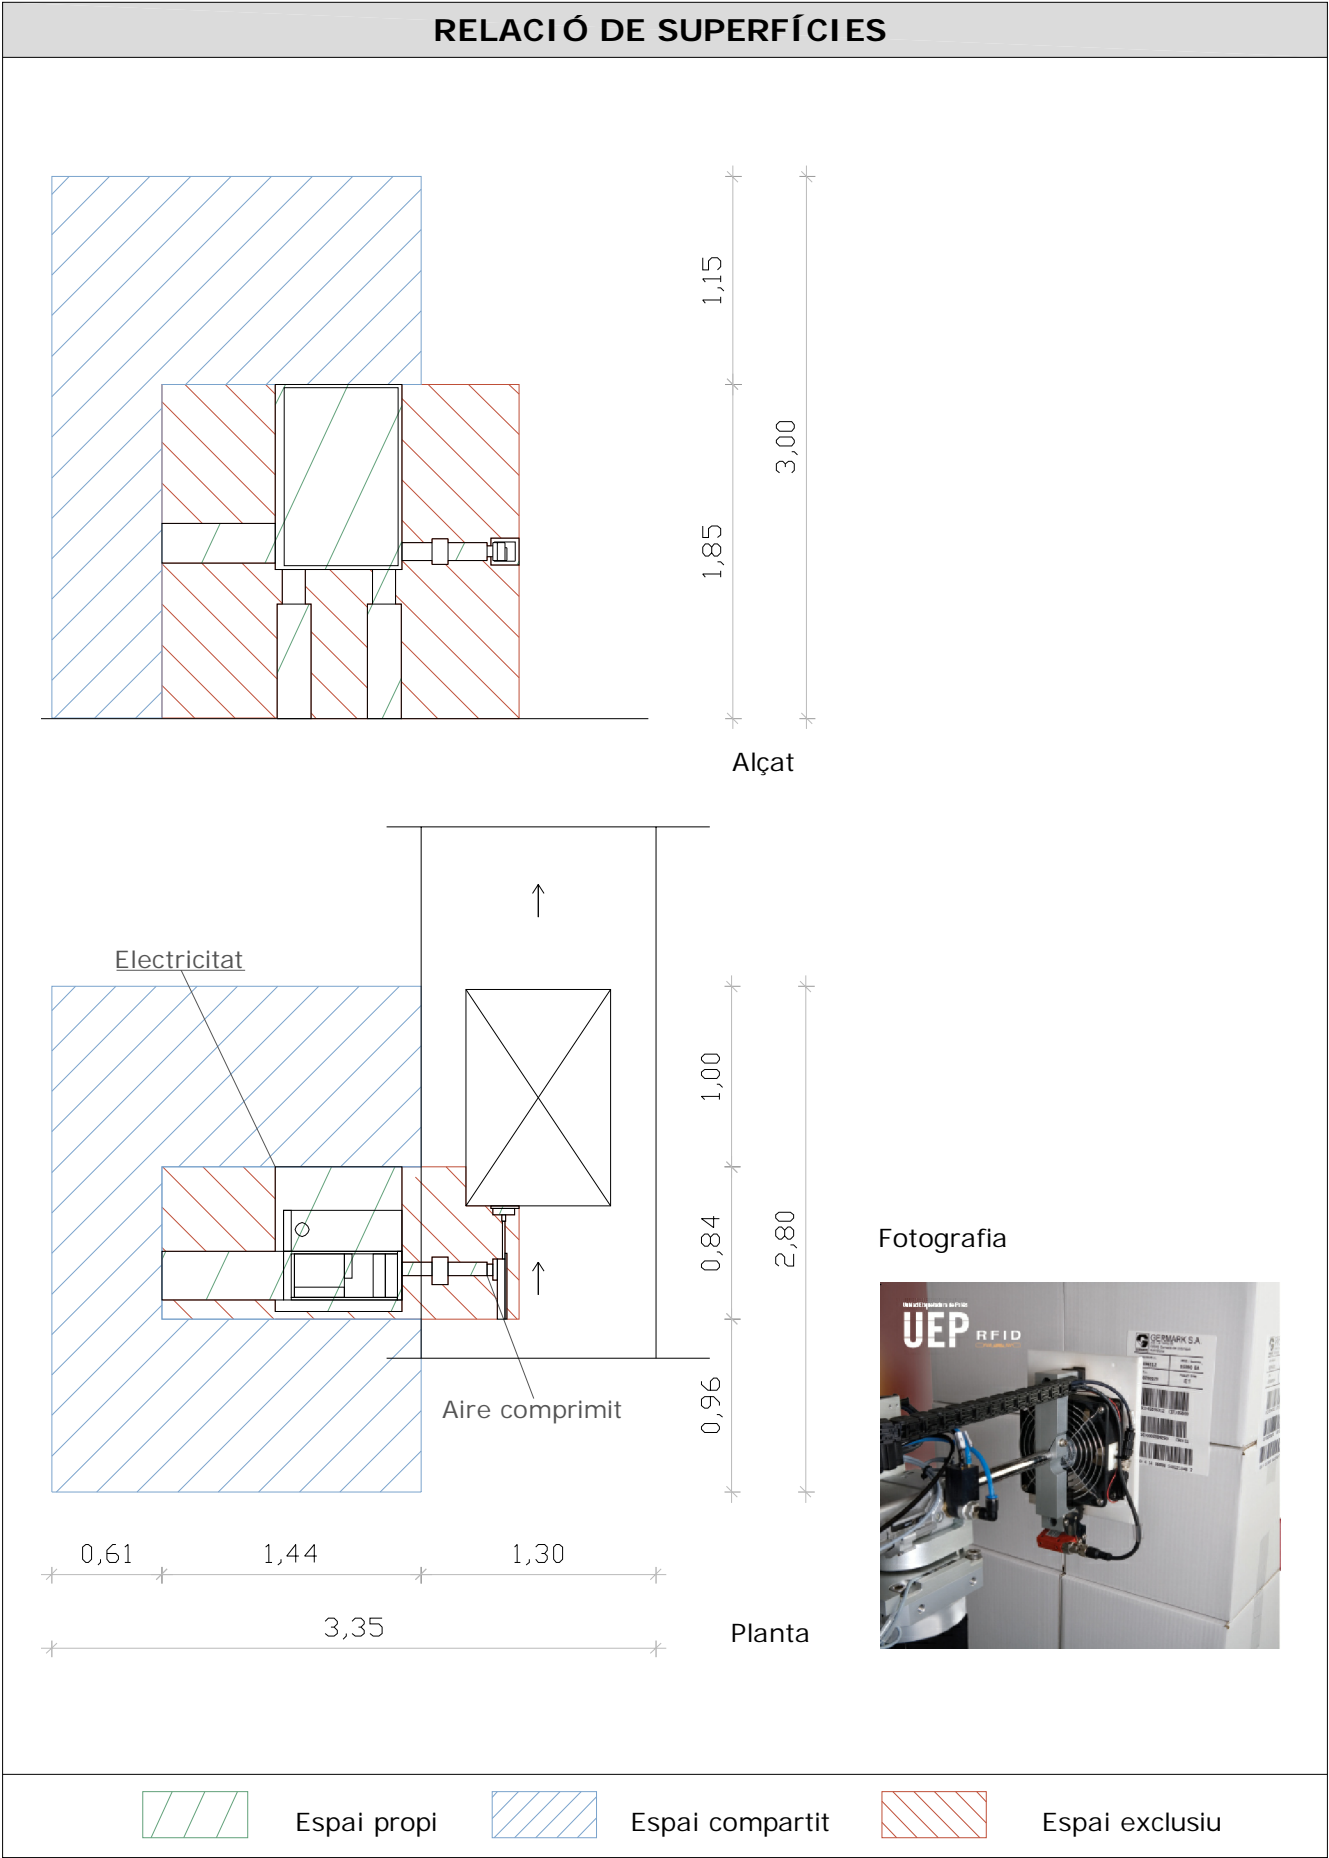 RELACIÓ DE SUPERFÍCIES
1,15
3,00
1,85
Alçat
Electricitat
1,00
0,84
2,80
0,96
Aire comprimit
Fotografia
UEP RFID
GERMARK S.A
0,61
1,44
1,30
3,35
Planta
Espai propi
Espai compartit
Espai exclusiu